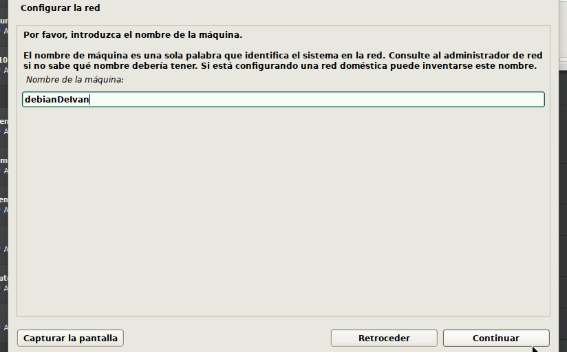 Configurar la red
Por favor, introduzca el nombre de la máquina.
El nombre de máquina es una sola palabra que identifica el sistema en la red. Consulte al administrador de red
si no sabe qué nombre debería tener. Si está configurando una red doméstica puede inventarse este nombre.
Nombre de la máquina:
debianDeIvan
Capturar la pantalla
Retroceder
Continuar